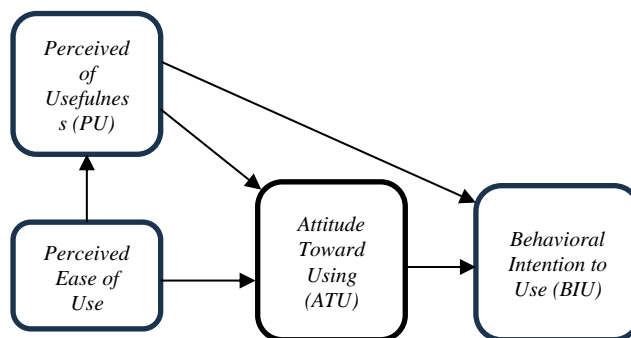 Perceived
of
Usefulnes
s (PU)
Perceived
Ease of
Use
Attitude
Toward
Using
(ATU)
Behavioral
Intention to
Use (BIU)